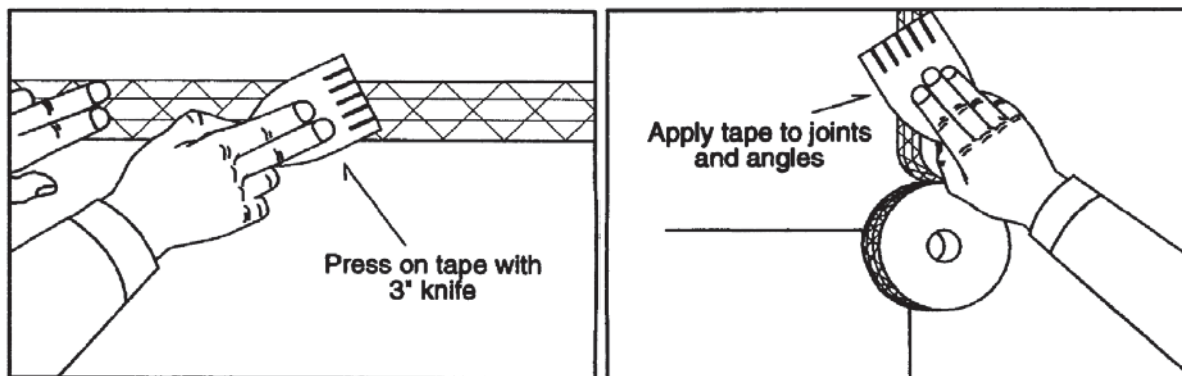 Press on tape with
3" knife
Apply tape to joints
and angles